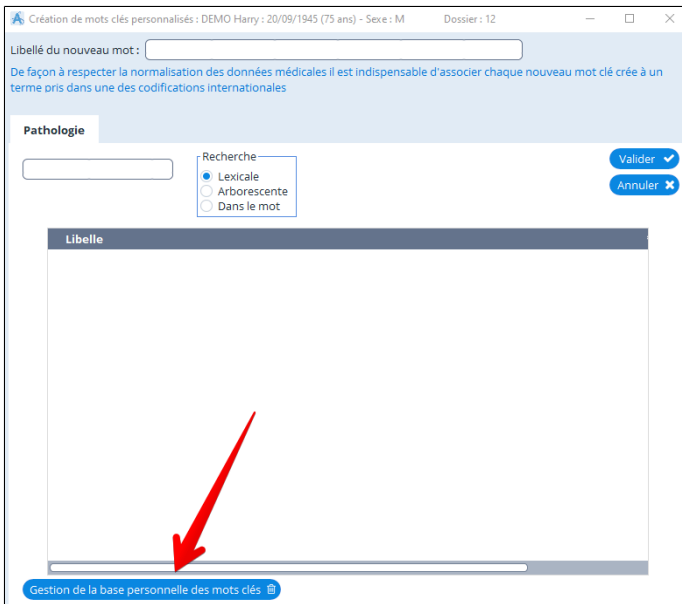 Création de mots clés personnalisés : DEMO Harry : 20/09/1945 (75 ans) - Sexe : M Dossier : 12
Libellé du nouveau mot :
De façon à respecter la normalisation des données médicales il est indispensable d'associer chaque nouveau mot clé crée à un
terme pris dans une des codifications internationales
Pathologie
Recherche
Lexicale
Arborescente
Dans le mot
Valider
Annuler
Libelle
Gestion de la base personnelle des mots clés